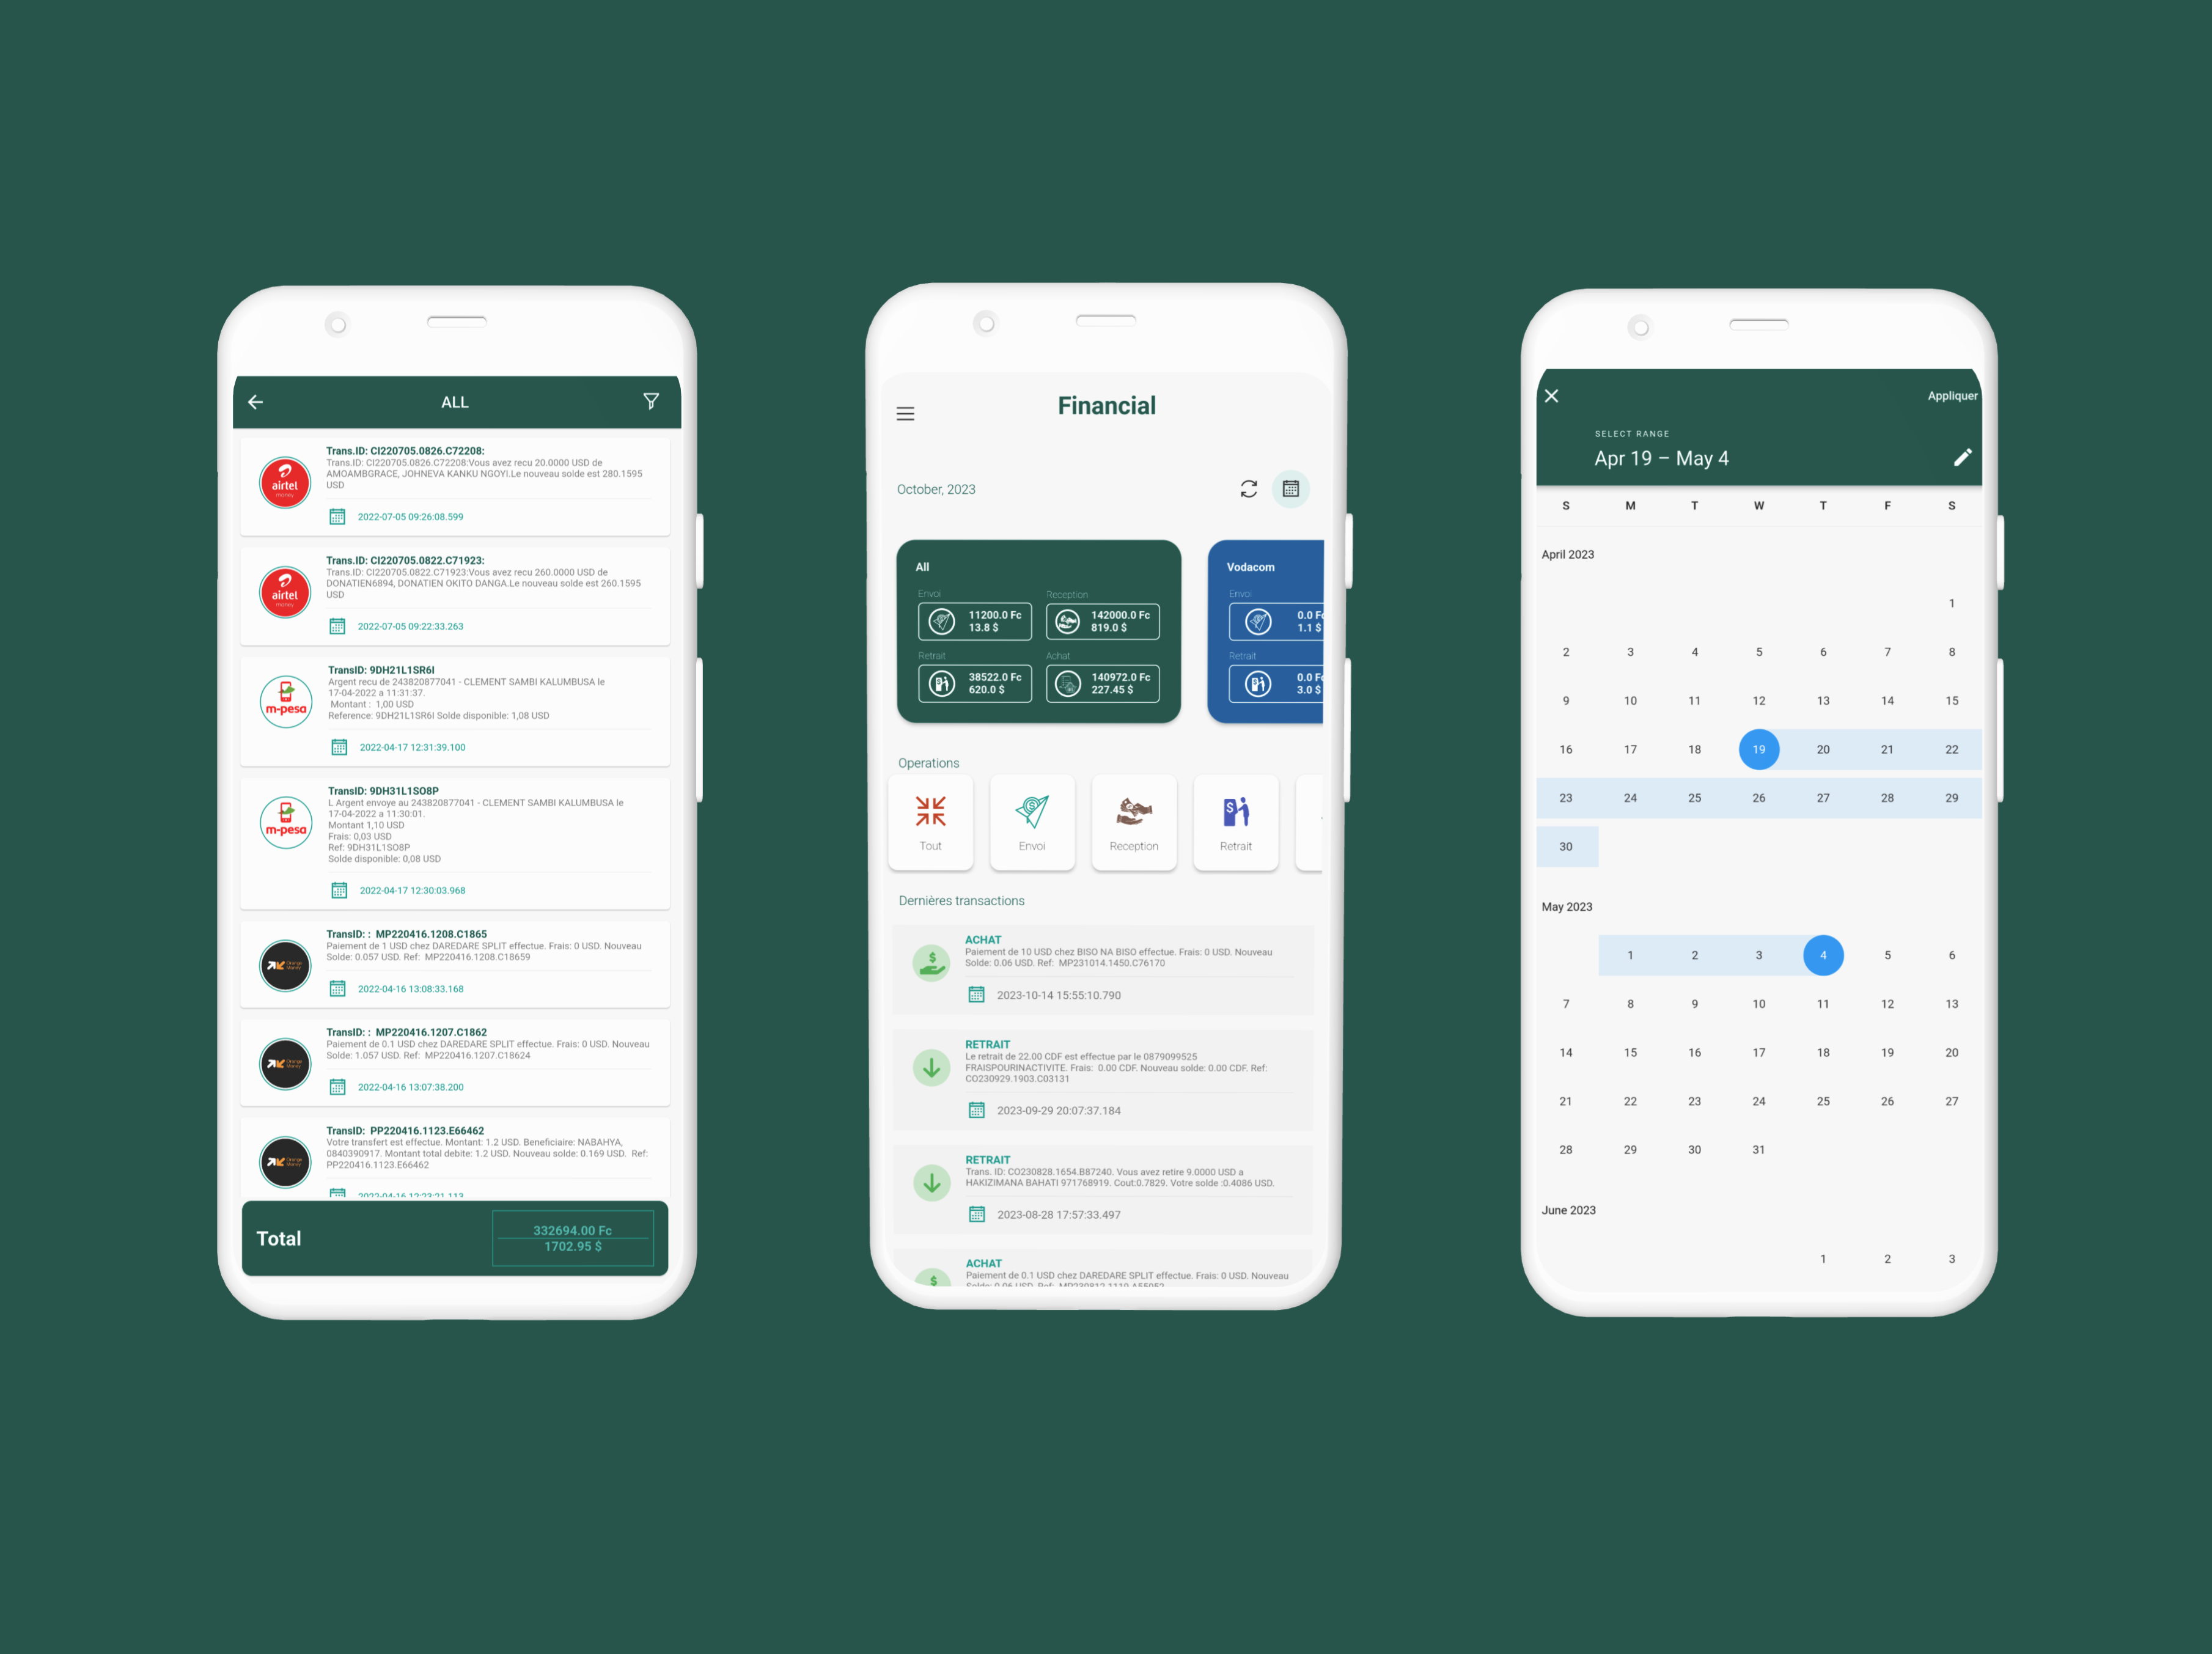 ALL
airtel
money
Trans.ID: CI220705.0826.C72208:
Trans.ID: CI220705.0826.C72208:Vous avez recu 20.0000 USD de
AMOAMBGRACE, JOHNEVA KANKU NGOYI.Le nouveau solde est 280.1595
USD
2022-07-05 09:26:08.599
airtel
money
Trans.ID: CI220705.0822.C71923:
Trans.ID: CI220705.0822.C71923:Vous avez recu 260.0000 USD de
DONATIEN6894, DONATIEN OKITO DANGA.Le nouveau solde est 260.1595
USD
2022-07-05 09:22:33.263
m-pesa
TransID: 9DH21L1SR6I
Argent recu de 243820877041 - CLEMENT SAMBI KALUMBUSA le
17-04-2022 a 11:31:37.
Montant : 1,00 USD
Reference: 9DH21L1SR6I Solde disponible: 1,08 USD
2022-04-17 12:31:39.100
m-pesa
TransID: 9DH31L1SO8P
L Argent envoye au 243820877041 - CLEMENT SAMBI KALUMBUSA le
17-04-2022 a 11:30:01.
Montant 1,10 USD
Frais: 0,03 USD
Ref: 9DH31L1SO8P
Solde disponible: 0,08 USD
2022-04-17 12:30:03.968
Orange
Money
TransID: : MP220416.1208.C1865
Paiement de 1 USD chez DAREDARE SPLIT effectue. Frais: 0 USD. Nouveau
Solde: 0.057 USD. Ref: MP220416.1208.C18659
2022-04-16 13:08:33.168
Orange
Money
TransID: : MP220416.1207.C1862
Paiement de 0.1 USD chez DAREDARE SPLIT effectue. Frais: 0 USD. Nouveau
Solde: 1.057 USD. Ref: MP220416.1207.C18624
2022-04-16 13:07:38.200
Orange
Money
TransID: PP220416.1123.E66462
Votre transfert est effectue. Montant: 1.2 USD. Beneficiaire: NABAHYA,
0840390917. Montant total debite: 1.2 USD. Nouveau solde: 0.169 USD. Ref:
PP220416.1123.E66462
2022-04-16 12:23:21.113
Total
332694.00 Fc
1702.95 $
Financial
October, 2023
All
Envoi
11200.0 Fc
13.8 $
Reception
142000.0 Fc
819.0 $
Retrait
38522.0 Fc
620.0 $
Achat
140972.0 Fc
227.45 $
Vodacom
Envoi
0.0 Fc
1.1 $
Retrait
0.0 Fc
3.0 $
Operations
Tout
Envoi
Reception
Retrait
Dernières transactions
ACHAT
Paiement de 10 USD chez BISO NA BISO effectue. Frais: 0 USD. Nouveau
Solde: 0.06 USD. Ref: MP231014.1450.C76170
2023-10-14 15:55:10.790
RETRAIT
Le retrait de 22.00 CDF est effectue par le 0879099525
FRAISPOURINACTIVITE. Frais: 0.00 CDF. Nouveau solde: 0.00 CDF. Ref:
CO230929.1903.C03131
2023-09-29 20:07:37.184
RETRAIT
Trans. ID: CO230828.1654.B87240. Vous avez retire 9.0000 USD a
HAKIZIMANA BAHATI 971768919. Cout:0.7829. Votre solde :0.4086 USD.
2023-08-28 17:57:33.497
ACHAT
Paiement de 0.1 USD chez DAREDARE SPLIT effectue. Frais: 0 USD. Nouveau
Solde: 0.06 USD. Ref:
Appliquer
SELECT RANGE
Apr 19 – May 4
S M T W T F S
April 2023
1
2 3 4 5 6 7 8
9 10 11 12 13 14 15
16 17 18 19 20 21 22
23 24 25 26 27 28 29
30
May 2023
1 2 3 4 5 6
7 8 9 10 11 12 13
14 15 16 17 18 19 20
21 22 23 24 25 26 27
28 29 30 31
June 2023
1 2 3